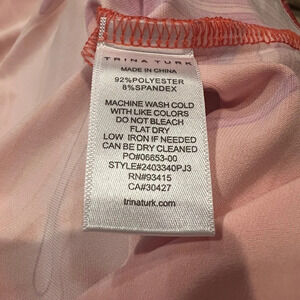 TRINA TURK
MADE IN CHINA
92%POLYESTER
8%SPANDEX
MACHINE WASH COLD
WITH LIKE COLORS
DO NOT BLEACH
FLAT DRY
LOW IRON IF NEEDED
CAN BE DRY CLEANED
PO#06653-00
STYLE#2403340PJ3
RN#93415
CA#30427
trinaturk.com